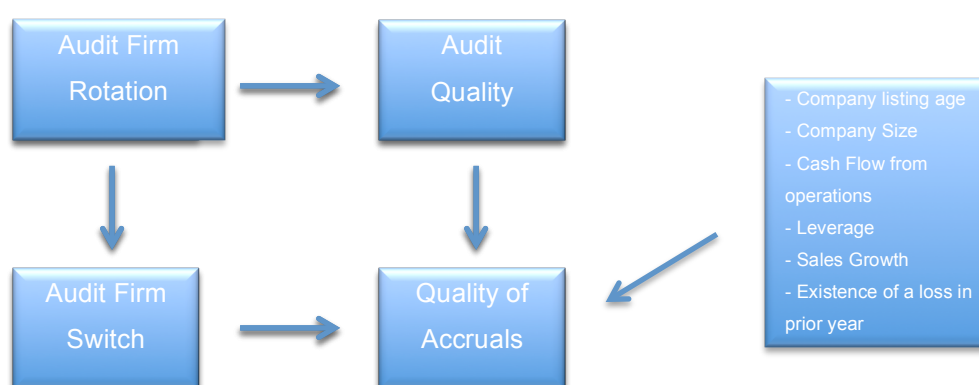 Audit Firm
Rotation
Audit
Quality
- Company listing age
- Company Size
- Cash Flow from
operations
- Leverage
- Sales Growth
- Existence of a loss in
prior year
Audit Firm
Switch
Quality of
Accruals